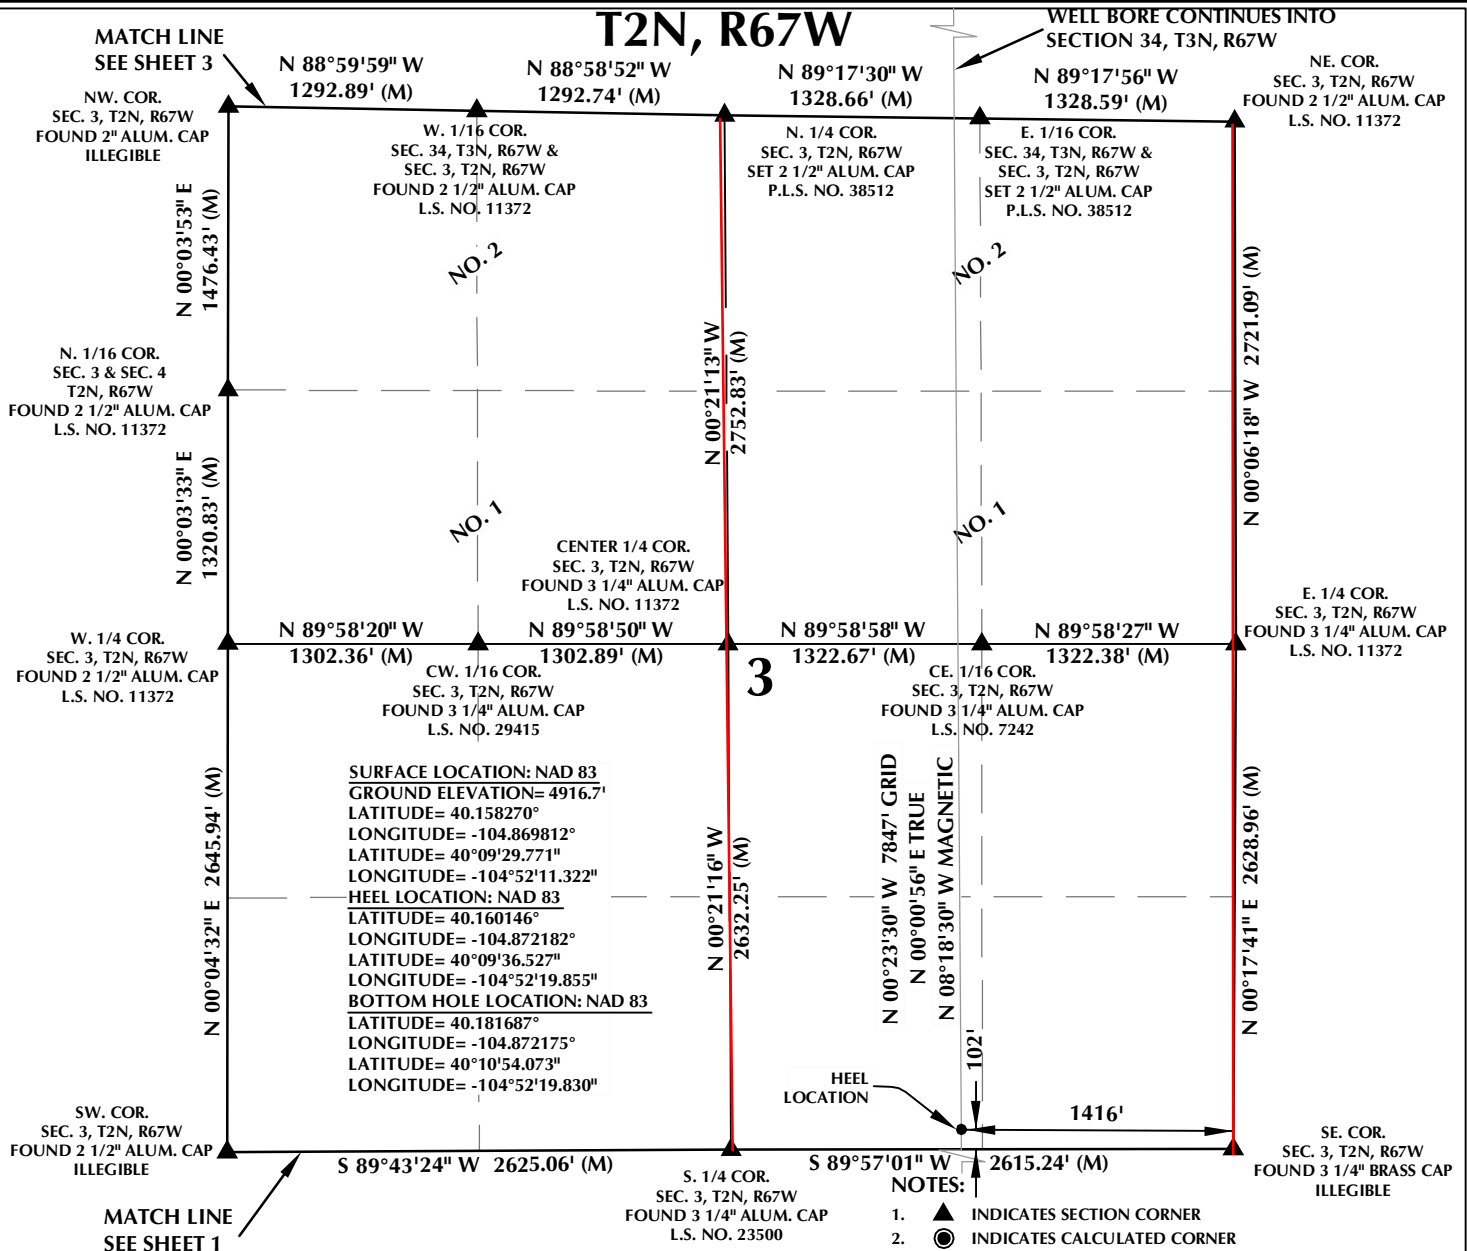 T2N, R67W
MATCH LINE
SEE SHEET 3
WELL BORE CONTINUES INTO
SECTION 34, T3N, R67W
N 88°59'59" W
1292.89' (M)
N 88°58'52" W
1292.74' (M)
N 89°17'30" W
1328.66' (M)
N 89°17'56" W
1328.59' (M)
NW. COR.
SEC. 3, T2N, R67W
FOUND 2" ALUM. CAP
ILLEGIBLE
W. 1/16 COR.
SEC. 34, T3N, R67W &
SEC. 3, T2N, R67W
FOUND 2 1/2" ALUM. CAP
L.S. NO. 11372
N. 1/4 COR.
SEC. 3, T2N, R67W
SET 2 1/2" ALUM. CAP
P.L.S. NO. 38512
E. 1/16 COR.
SEC. 34, T3N, R67W &
SEC. 3, T2N, R67W
SET 2 1/2" ALUM. CAP
P.L.S. NO. 38512
NE. COR.
SEC. 3, T2N, R67W
FOUND 2 1/2" ALUM. CAP
L.S. NO. 11372
N 00°03'53" E
1476.43' (M)
NO. 2
NO. 2
N 00°21'13" W
2752.83' (M)
N 00°06'18" W 2721.09' (M)
N. 1/16 COR.
SEC. 3 & SEC. 4
T2N, R67W
FOUND 2 1/2" ALUM. CAP
L.S. NO. 11372
N 00°03'33" E
1320.83' (M)
NO. 1
NO. 1
CENTER 1/4 COR.
SEC. 3, T2N, R67W
FOUND 3 1/4" ALUM. CAP
L.S. NO. 11372
E. 1/4 COR.
SEC. 3, T2N, R67W
FOUND 3 1/4" ALUM. CAP
L.S. NO. 11372
W. 1/4 COR.
SEC. 3, T2N, R67W
FOUND 2 1/2" ALUM. CAP
L.S. NO. 11372
N 89°58'20" W
1302.36' (M)
N 89°58'50" W
1302.89' (M)
N 89°58'58" W
1322.67' (M)
N 89°58'27" W
1322.38' (M)
3
CW. 1/16 COR.
SEC. 3, T2N, R67W
FOUND 3 1/4" ALUM. CAP
L.S. NO. 29415
CE. 1/16 COR.
SEC. 3, T2N, R67W
FOUND 3 1/4" ALUM. CAP
L.S. NO. 7242
N 00°04'32" E 2645.94' (M)
SURFACE LOCATION: NAD 83
GROUND ELEVATION= 4916.7'
LATITUDE= 40.158270°
LONGITUDE= -104.869812°
LATITUDE= 40°09'29.771"
LONGITUDE= -104°52'11.322"
HEEL LOCATION: NAD 83
LATITUDE= 40.160146°
LONGITUDE= -104.872182°
LATITUDE= 40°09'36.527"
LONGITUDE= -104°52'19.855"
BOTTOM HOLE LOCATION: NAD 83
LATITUDE= 40.181687°
LONGITUDE= -104.872175°
LATITUDE= 40°10'54.073"
LONGITUDE= -104°52'19.830"
N 00°21'16" W
2632.25' (M)
N 00°23'30" W 7847' GRID
N 00°00'56" E TRUE
N 08°18'30" W MAGNETIC
N 00°17'41" E 2628.96' (M)
102'
HEEL
LOCATION
1416'
SW. COR.
SEC. 3, T2N, R67W
FOUND 2 1/2" ALUM. CAP
ILLEGIBLE
S 89°43'24" W 2625.06' (M)
S 89°57'01" W 2615.24' (M)
SE. COR.
SEC. 3, T2N, R67W
FOUND 3 1/4" BRASS CAP
ILLEGIBLE
S. 1/4 COR.
SEC. 3, T2N, R67W
FOUND 3 1/4" ALUM. CAP
L.S. NO. 23500
MATCH LINE
SEE SHEET 1
NOTES:
1. INDICATES SECTION CORNER
2. INDICATES CALCULATED CORNER